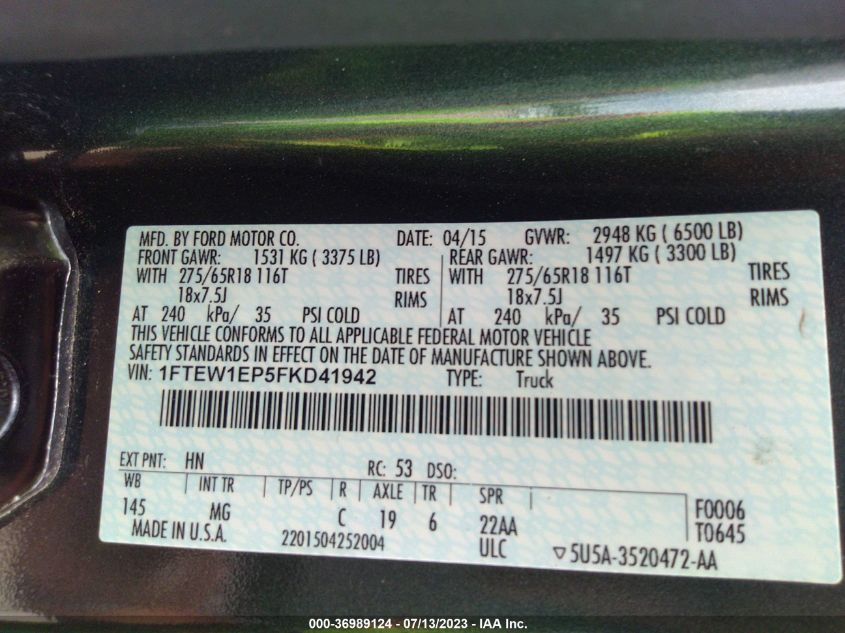 MFD. BY FORD MOTOR CO. DATE: 04/15 GVWR: 2948 KG ( 6500 LB)
FRONT GAWR: 1531 KG ( 3375 LB) REAR GAWR: 1497 KG ( 3300 LB)
WITH 275/65R18 116T TIRES WITH 275/65R18 116T TIRES
18x7.5J RIMS 18x7.5J RIMS
AT 240 kPa/ 35 PSI COLD AT 240 kPa/ 35 PSI COLD
THIS VEHICLE CONFORMS TO ALL APPLICABLE FEDERAL MOTOR VEHICLE
SAFETY STANDARDS IN EFFECT ON THE DATE OF MANUFACTURE SHOWN ABOVE.
VIN: 1FTEW1EP5FKD41942 TYPE: Truck
EXT PNT: HN RC: 53 DSO:
WB INT TR TP/PS R AXLE TR SPR F0006
145 MG C 19 6 22AA T0645
MADE IN U.S.A. 2201504252004 ULC ▽5U5A-3520472-AA
000-36989124 - 07/13/2023 - IAA Inc.